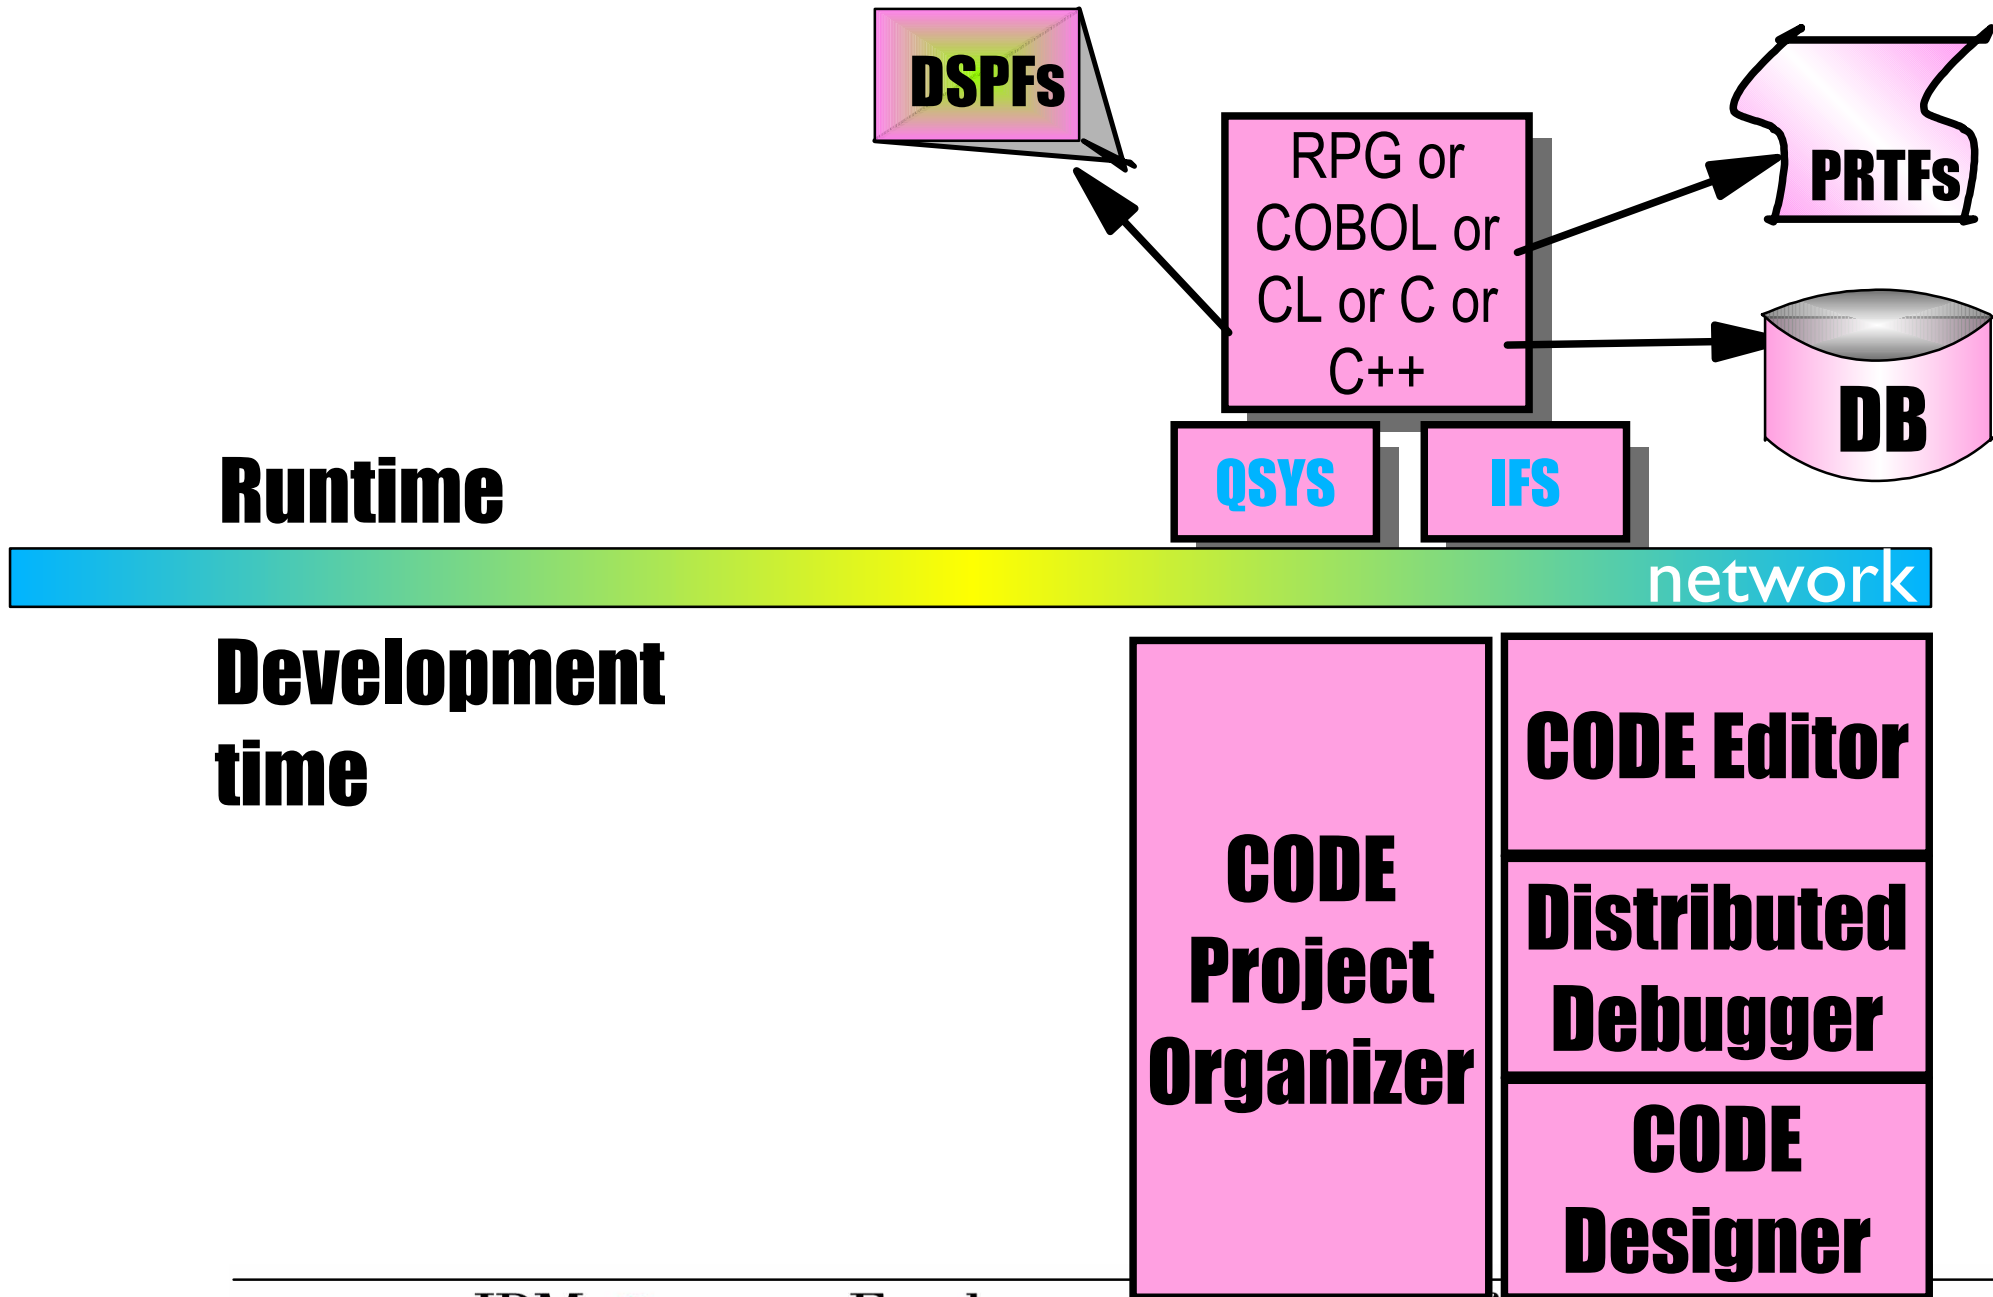 DSPFs
RPG or
COBOL or
CL or C or
C++
PRTFs
DB
QSYS
IFS
Runtime
network
Development
time
CODE
Project
Organizer
CODE Editor
Distributed
Debugger
CODE
Designer